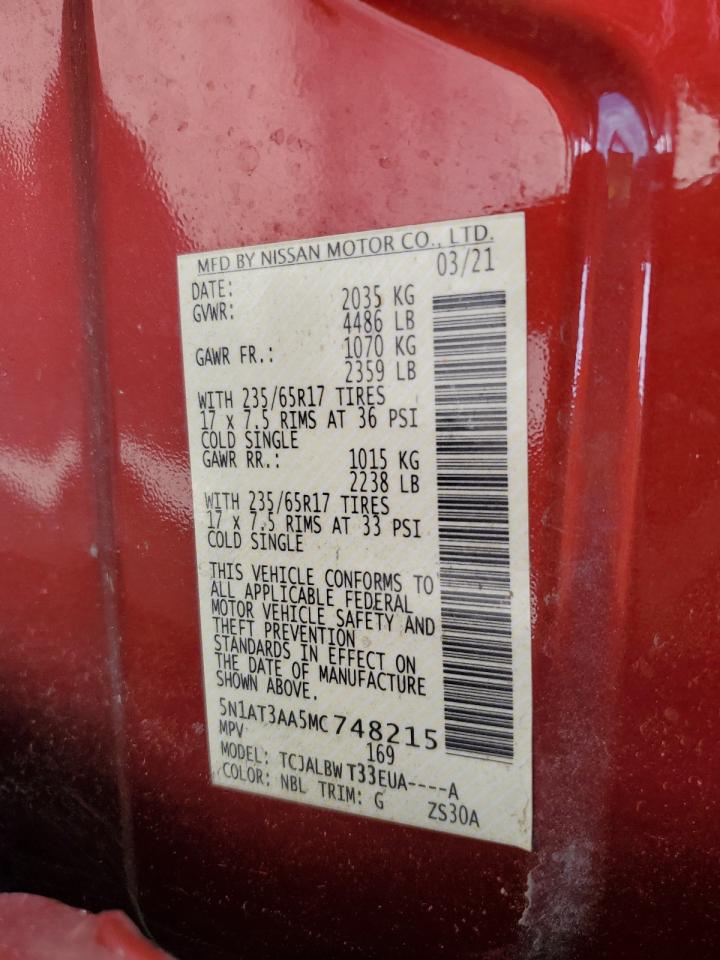 MFD BY NISSAN MOTOR CO., LTD.
DATE: 03/21
GVWR: 2035 KG
4486 LB
GAWR FR.: 1070 KG
2359 LB
WITH 235/65R17 TIRES
17 x 7.5 RIMS AT 36 PSI
COLD SINGLE
GAWR RR.: 1015 KG
2238 LB
WITH 235/65R17 TIRES
17 x 7.5 RIMS AT 33 PSI
COLD SINGLE
THIS VEHICLE CONFORMS TO
ALL APPLICABLE FEDERAL
MOTOR VEHICLE SAFETY AND
THEFT PREVENTION
STANDARDS IN EFFECT ON
THE DATE OF MANUFACTURE
SHOWN ABOVE.
5N1AT3AA5MC748215
MPV 169
MODEL: TCJALBW T33EUA----A
COLOR: NBL TRIM: G ZS30A